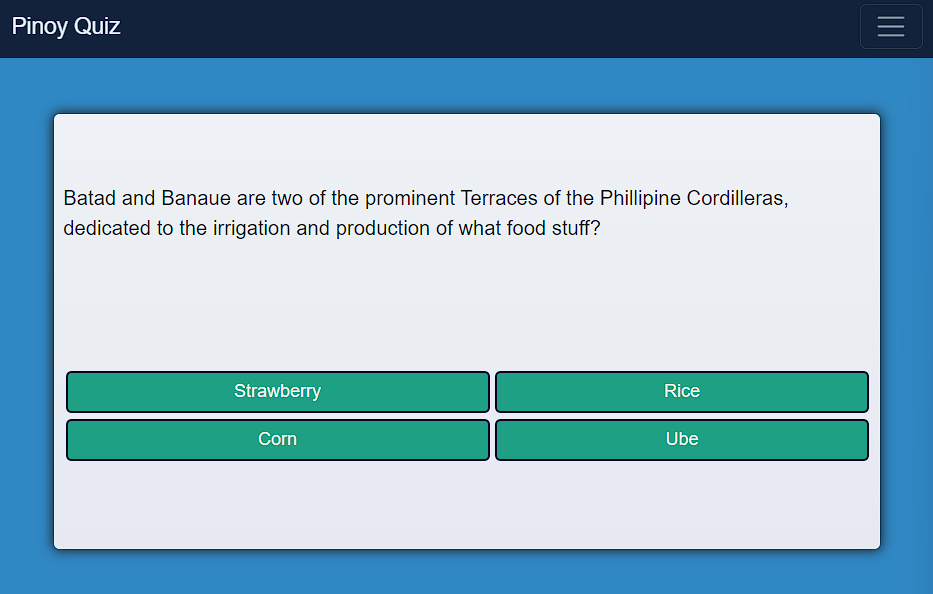 Pinoy Quiz
Batad and Banaue are two of the prominent Terraces of the Phillipine Cordilleras,
dedicated to the irrigation and production of what food stuff?
Strawberry
Rice
Corn
Ube